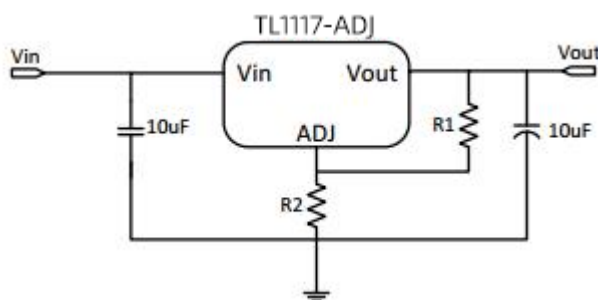 TL1117-ADJ
Vin
Vout
Vin
Vout
10uF
ADJ
R1
10uF
R2